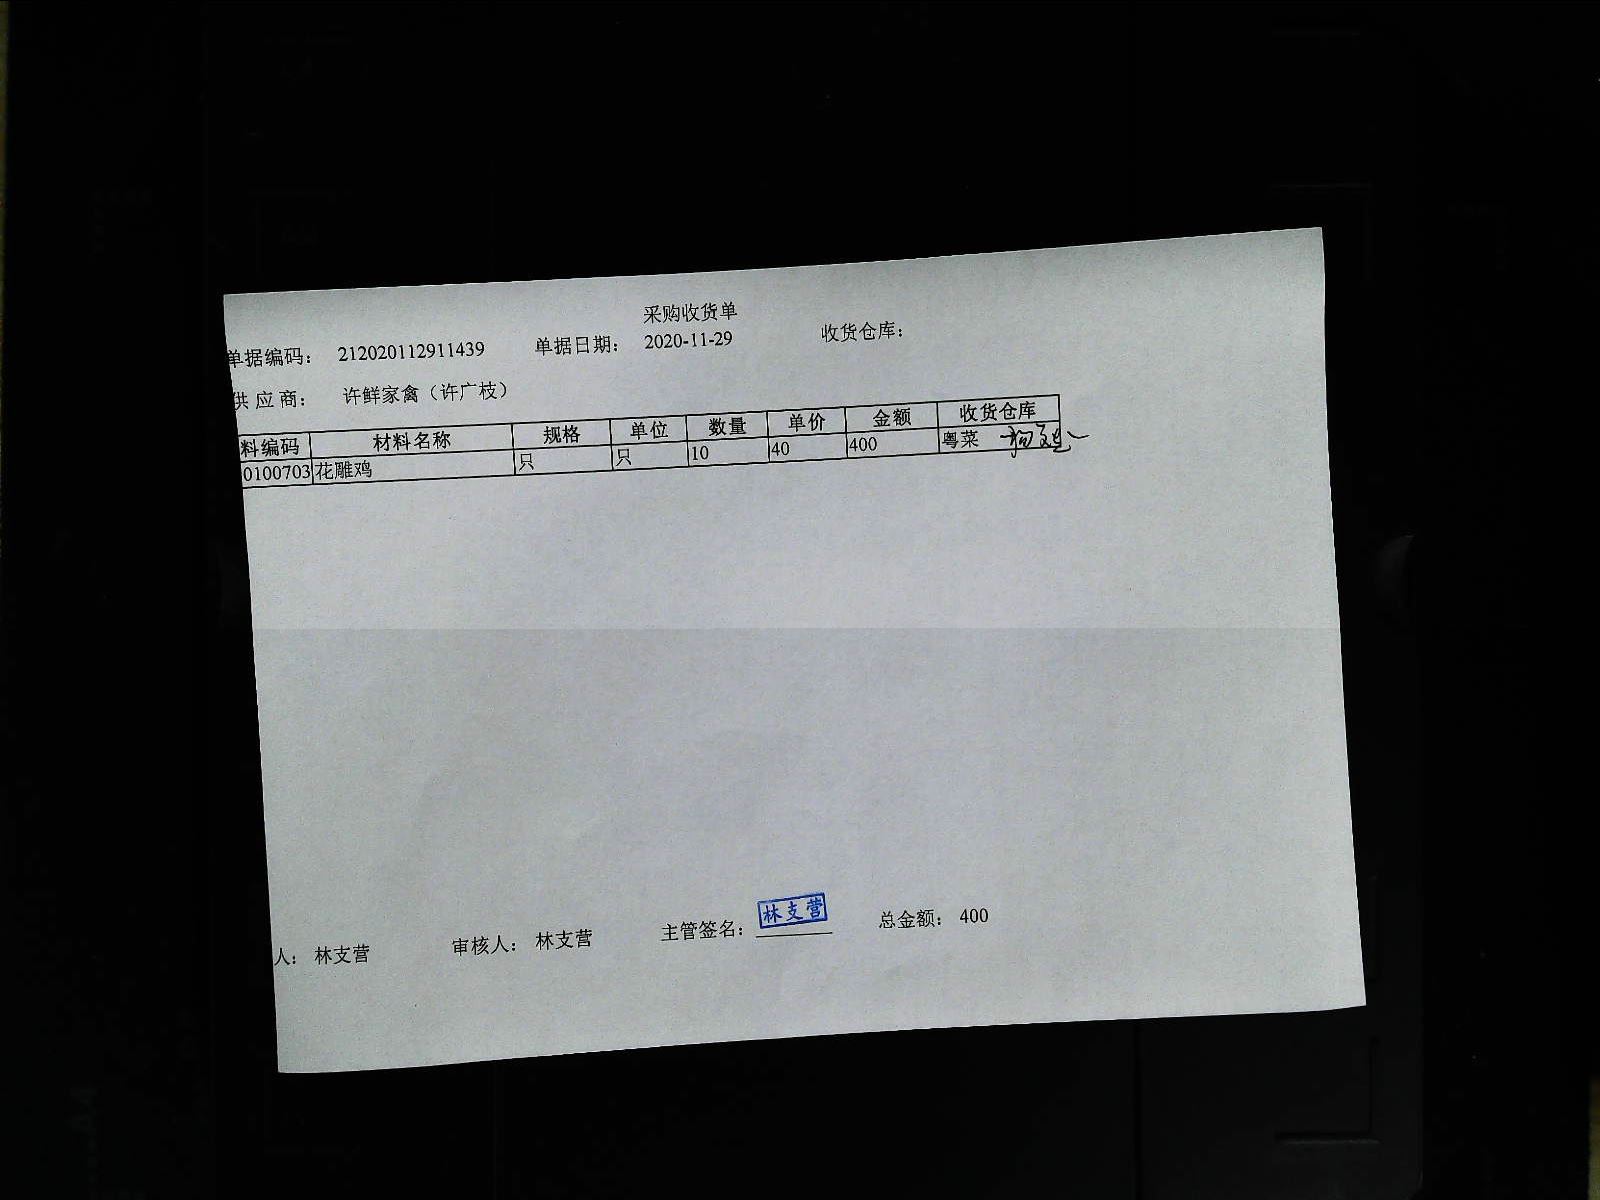 采购收货单
单据编码： 212020112911439 单据日期： 2020-11-29 收货仓库：
供应商： 许鲜家禽（许广枝）
料编码 材料名称 规格 单位 数量 单价 金额 收货仓库
0100703 花雕鸡 只 只 10 40 400 粤菜
人： 林支营 审核人： 林支营 主管签名： 林支营 总金额： 400